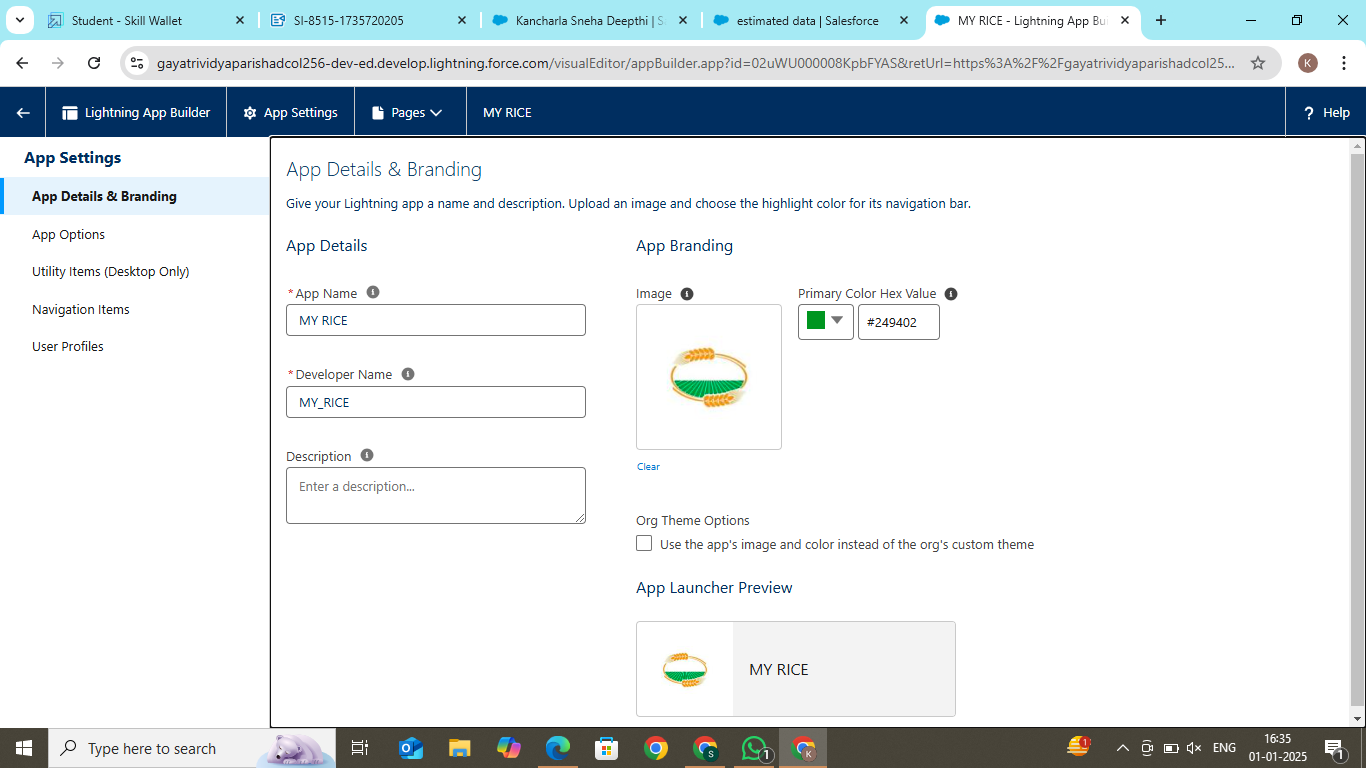 Student - Skill Wallet
SI-8515-1735720205
Kancharla Sneha Deepthi | S
estimated data | Salesforce
MY RICE - Lightning App Bu
gayatrividyaparishadcol256-dev-ed.develop.lightning.force.com/visualEditor/appBuilder.app?id=02uWU000008KpbFYAS&retUrl=https%3A%2F%2Fgayatrividyaparishadcol25...
K
Lightning App Builder
App Settings
Pages
MY RICE
? Help
App Settings
App Details & Branding
App Options
Utility Items (Desktop Only)
Navigation Items
User Profiles
App Details & Branding
Give your Lightning app a name and description. Upload an image and choose the highlight color for its navigation bar.
App Details
*App Name
MY RICE
*Developer Name
MY_RICE
Description
Enter a description...
App Branding
Image
Clear
Primary Color Hex Value
#249402
Org Theme Options
Use the app's image and color instead of the org's custom theme
App Launcher Preview
MY RICE
Type here to search
S
1
K
1
ENG
16:35
01-01-2025
1